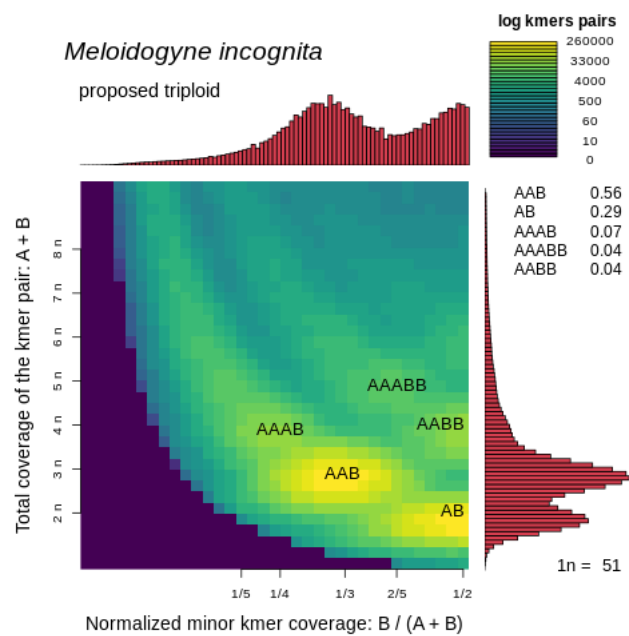 log kmers pairs
Meloidogyne incognita
proposed triploid
260000
33000
4000
500
60
10
0
AAB 0.56
AB 0.29
AAAB 0.07
AAABB 0.04
AABB 0.04
Total coverage of the kmer pair: A + B
8 n
7 n
6 n
5 n
4 n
3 n
2 n
AAABB
AABB
AAAB
AAB
AB
1n = 51
1/5 1/4 1/3 2/5 1/2
Normalized minor kmer coverage: B / (A + B)